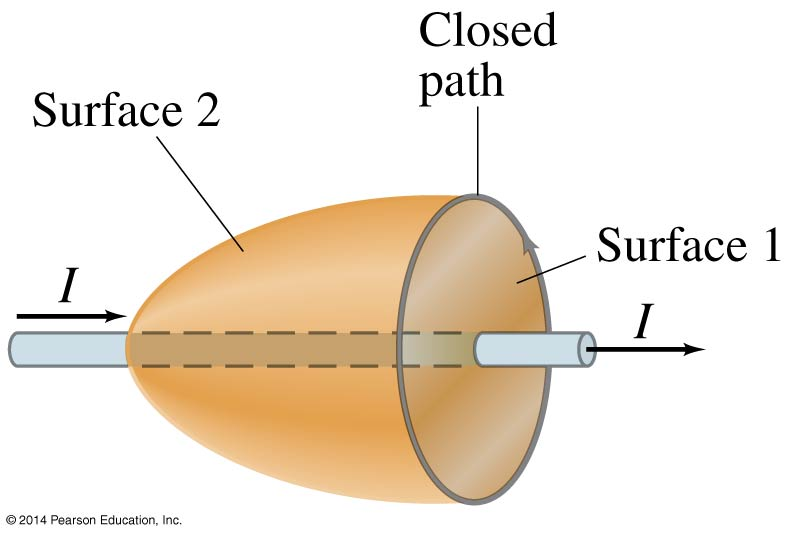 Closed
path
Surface 2
Surface 1
I
I
© 2014 Pearson Education, Inc.